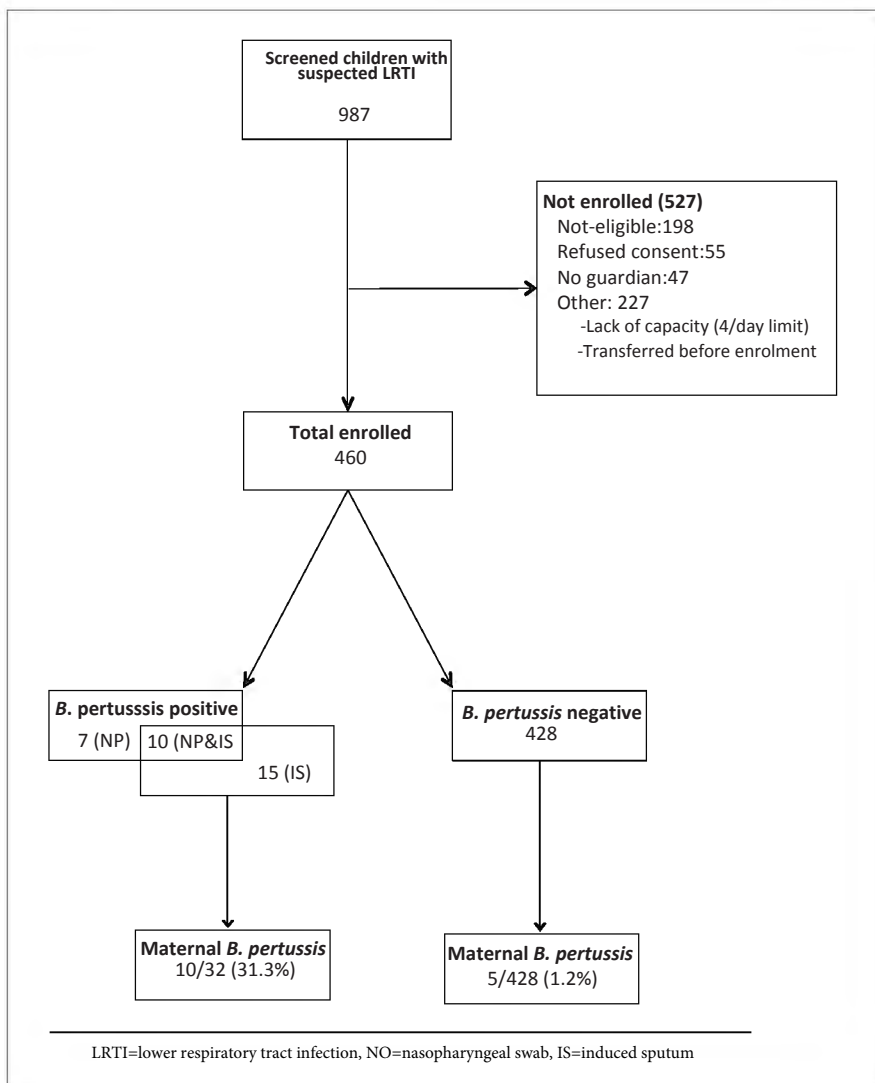 Screened children with
suspected LRTI
987
Not enrolled (527)
Not-eligible:198
Refused consent:55
No guardian:47
Other: 227
-Lack of capacity (4/day limit)
-Transferred before enrolment
Total enrolled
460
B. pertusssis positive
7 (NP)
10 (NP&IS
15 (IS)
B. pertussis negative
428
Maternal B. pertussis
10/32 (31.3%)
Maternal B. pertussis
5/428 (1.2%)
LRTI=lower respiratory tract infection, NO=nasopharyngeal swab, IS=induced sputum